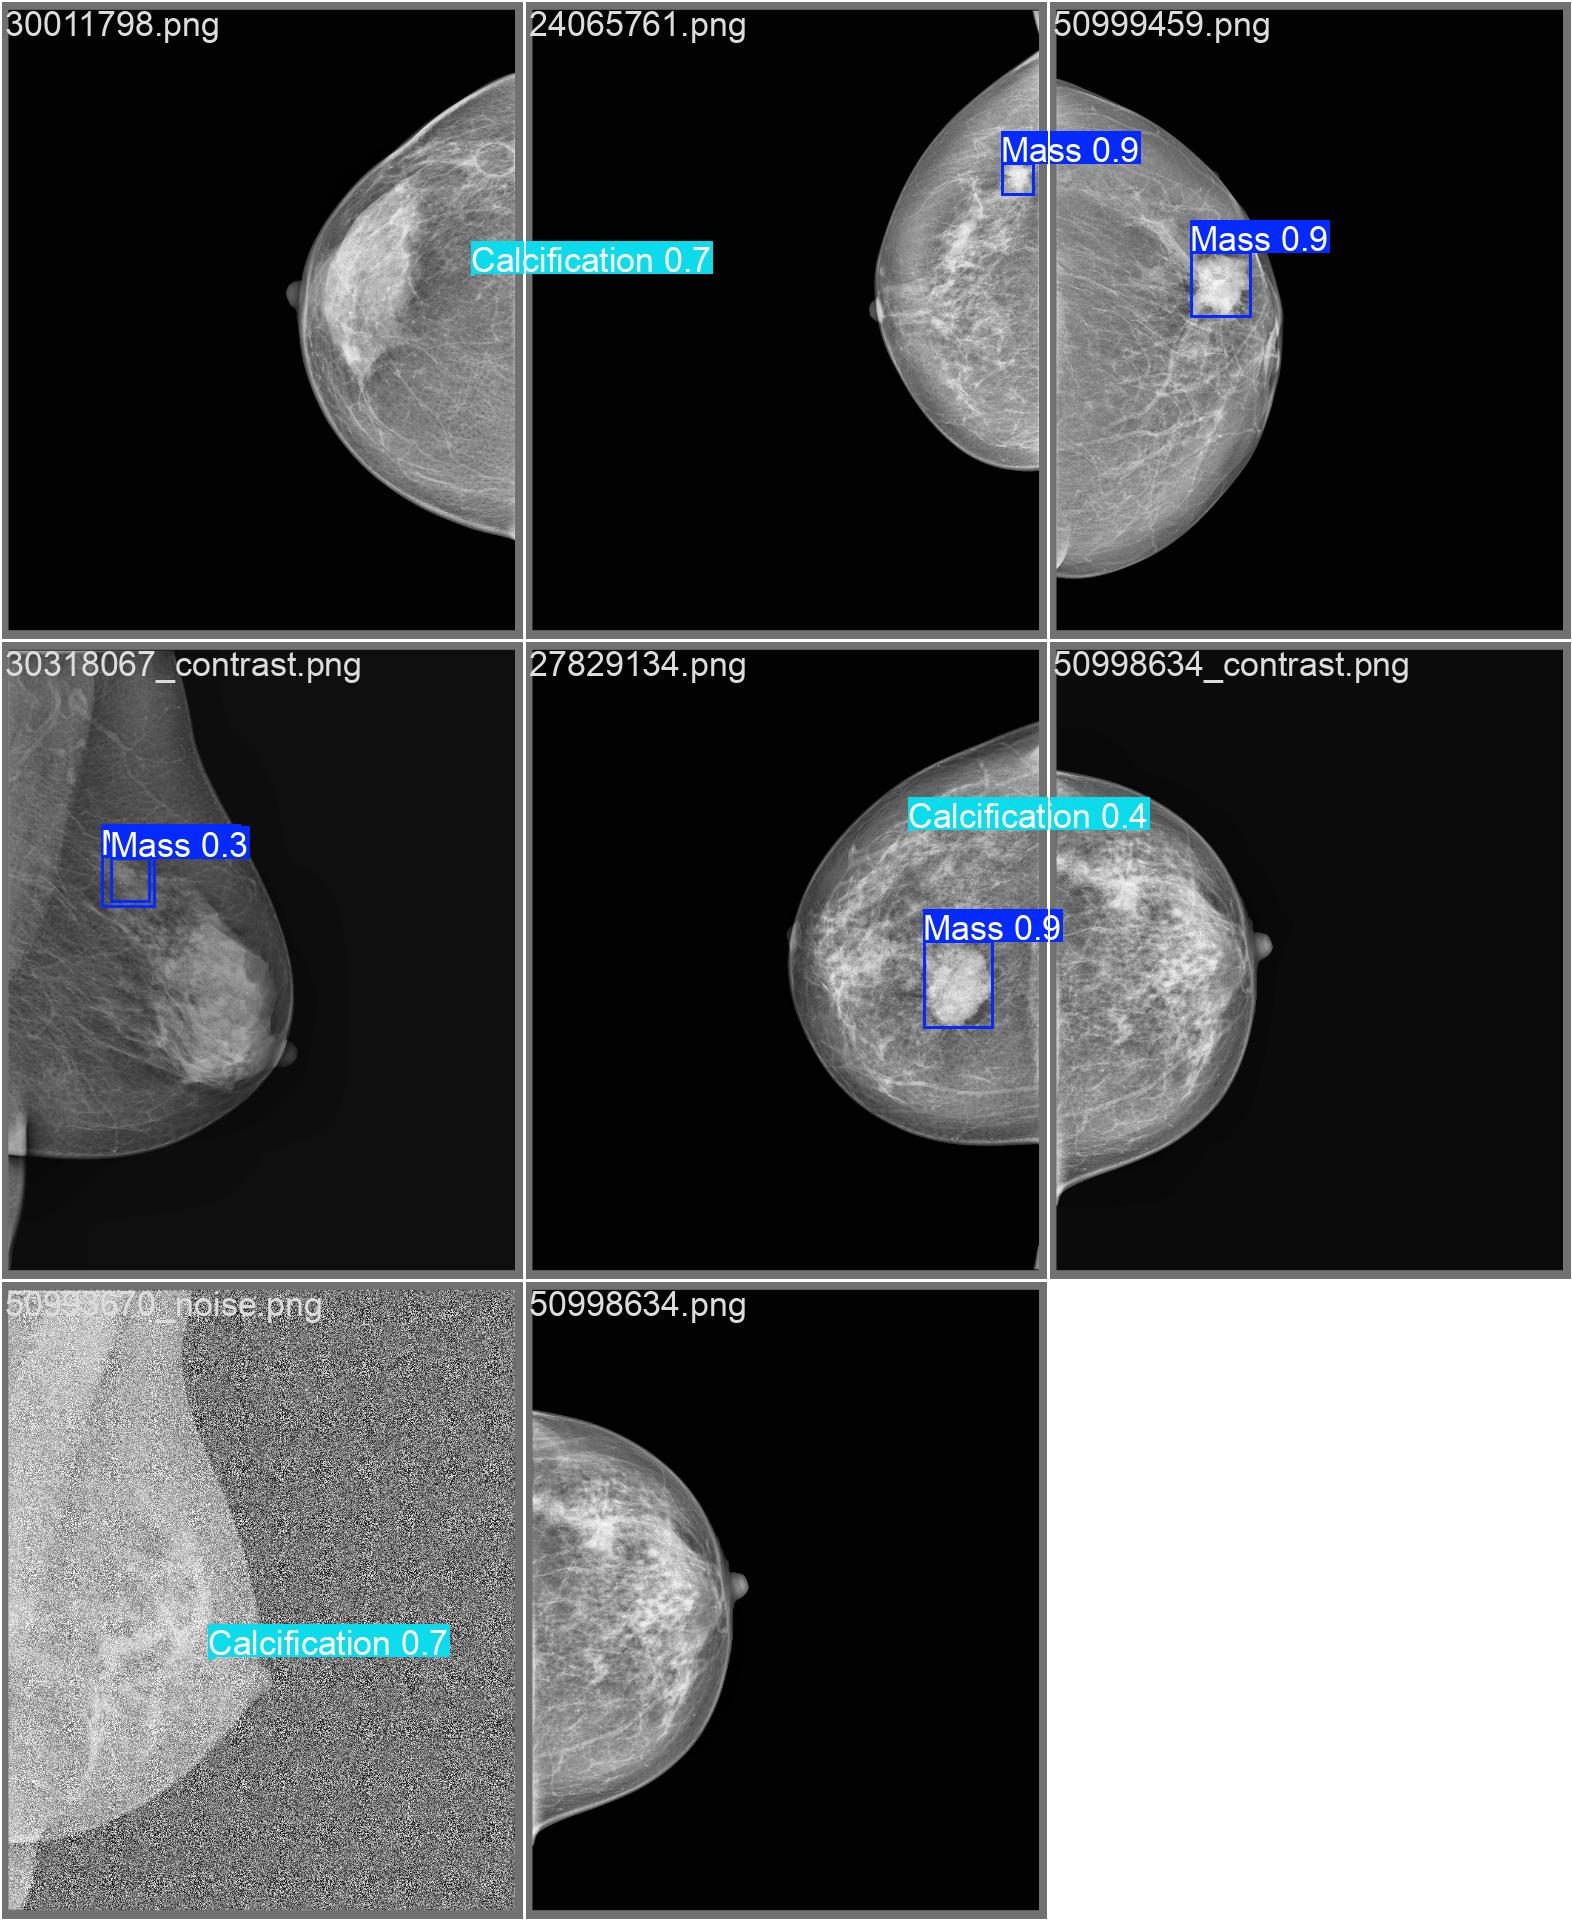 30011798.png
24065761.png
50999459.png
Mass 0.9
Mass 0.9
Calcification 0.7
30318067_contrast.png
27829134.png
50998634_contrast.png
Calcification 0.4
Mass 0.3
Mass 0.9
50993670_noise.png
50998634.png
Calcification 0.7